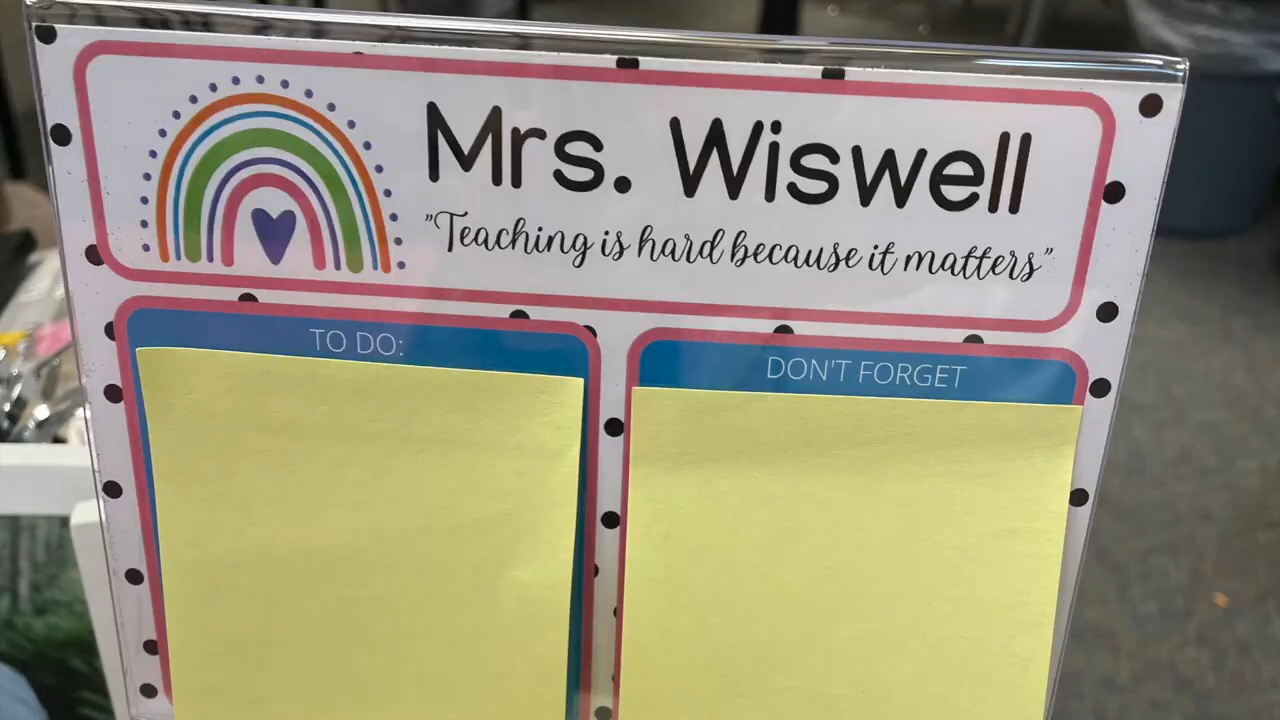 Mrs. Wiswell
"Teaching is hard because it matters"
TO DO:
DON'T FORGET